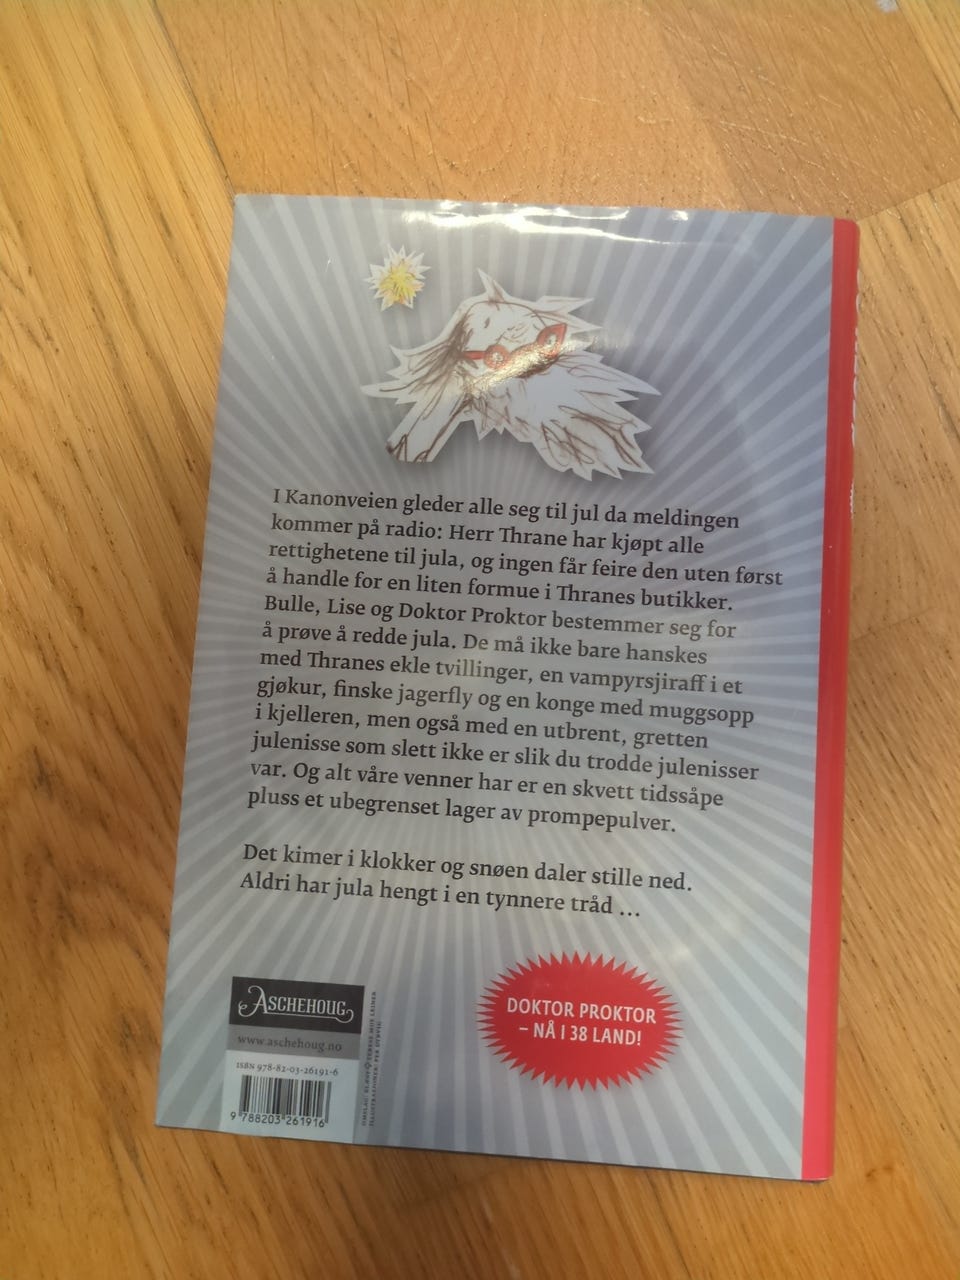 I Kanonveien gleder alle seg til jul da meldingen
kommer på radio: Herr Thrane har kjøpt alle
rettighetene til jula, og ingen får feire den uten først
å handle for en liten formue i Thranes butikker.
Bulle, Lise og Doktor Proktor bestemmer seg for
å prøve å redde jula. De må ikke bare hanskes
med Thranes ekle tvillinger, en vampyrsjiraff i et
gjøkur, finske jagerfly og en konge med muggsopp
i kjelleren, men også med en utbrent, gretten
julenisse som slett ikke er slik du trodde julenisser
var. Og alt våre venner har er en skvett tidssåpe
pluss et ubegrenset lager av prompepulver.
Det kimer i klokker og snøen daler stille ned.
Aldri har jula hengt i en tynnere tråd ...
DOKTOR PROKTOR
– NÅ I 38 LAND!
ASCHEHOUG
www.aschehoug.no
ISBN 978-82-03-26191-6
9 788203 261916
ILLUSTRASJONER: PER DYBVIG